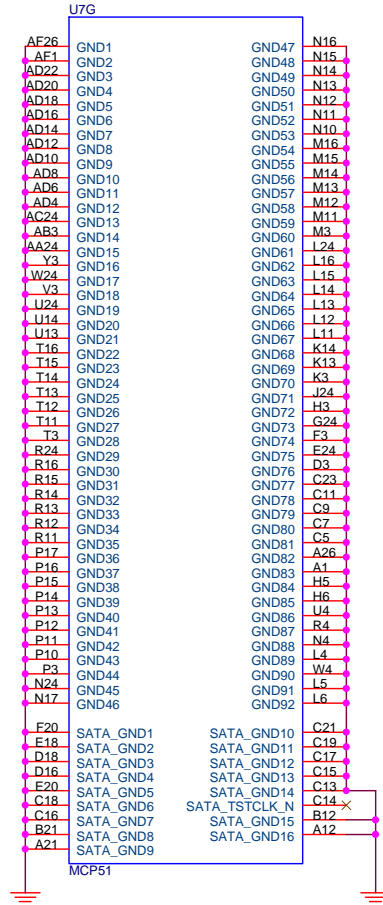 U7G
AF26 GND1 GND47 N16
AF1 GND2 GND48 N15
AD22 GND3 GND49 N14
AD20 GND4 GND50 N13
AD18 GND5 GND51 N12
AD16 GND6 GND52 N11
AD14 GND7 GND53 N10
AD12 GND8 GND54 M16
AD10 GND9 GND55 M15
AD8 GND10 GND56 M14
AD6 GND11 GND57 M13
AD4 GND12 GND58 M12
AC24 GND13 GND59 M11
AB3 GND14 GND60 M3
AA24 GND15 GND61 L24
Y3 GND16 GND62 L16
W24 GND17 GND63 L15
V3 GND18 GND64 L14
U24 GND19 GND65 L13
U14 GND20 GND66 L12
U13 GND21 GND67 L11
T16 GND22 GND68 K14
T15 GND23 GND69 K13
T14 GND24 GND70 K3
T13 GND25 GND71 J24
T12 GND26 GND72 H3
T11 GND27 GND73 G24
T3 GND28 GND74 F3
R24 GND29 GND75 E24
R16 GND30 GND76 D3
R15 GND31 GND77 C23
R14 GND32 GND78 C11
R13 GND33 GND79 C9
R12 GND34 GND80 C7
R11 GND35 GND81 C5
P17 GND36 GND82 A26
P16 GND37 GND83 A1
P15 GND38 GND84 H5
P14 GND39 GND85 H6
P13 GND40 GND86 U4
P12 GND41 GND87 R4
P11 GND42 GND88 N4
P10 GND43 GND89 L4
P3 GND44 GND90 W4
N24 GND45 GND91 L5
N17 GND46 GND92 L6
F20 SATA_GND1 SATA_GND10 C21
E18 SATA_GND2 SATA_GND11 C19
D18 SATA_GND3 SATA_GND12 C17
D16 SATA_GND4 SATA_GND13 C15
E20 SATA_GND5 SATA_GND14 C13
C18 SATA_GND6 SATA_TSTCLK_N C14
C16 SATA_GND7 SATA_GND15 B12
B21 SATA_GND8 SATA_GND16 A12
A21 SATA_GND9
MCP51